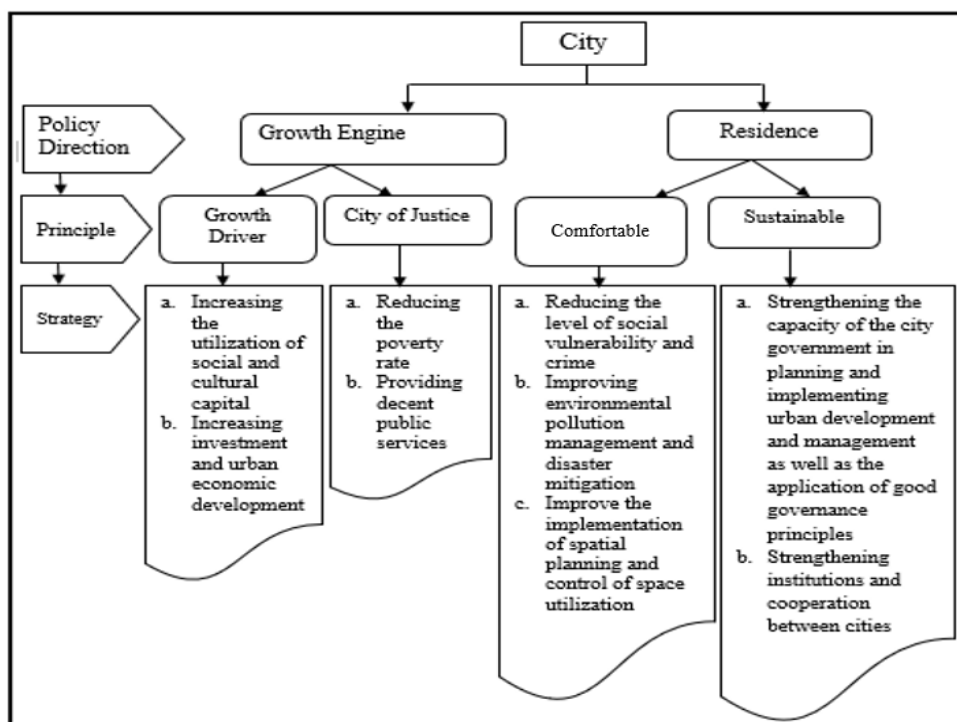 City
Policy
Direction
Growth Engine
Residence
Principle
Growth
Driver
City of Justice
Comfortable
Sustainable
Strategy
a. Increasing
the
utilization of
social and
cultural
capital
b. Increasing
investment
and urban
economic
development
a. Reducing
the
poverty
rate
b. Providing
decent
public
services
a. Reducing the
level of social
vulnerability and
crime
b. Improving
environmental
pollution
management and
disaster
mitigation
c. Improve the
implementation
of spatial
planning and
control of space
utilization
a. Strengthening the
capacity of the city
government in
planning and
implementing
urban development
and management
as well as the
application of good
governance
principles
b. Strengthening
institutions and
cooperation
between cities